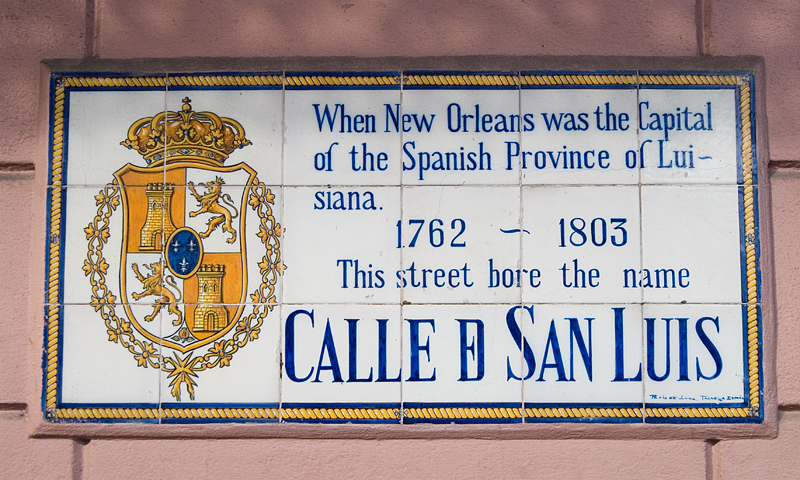 When New Orleans was the Capital
of the Spanish Province of Lui~
siana.
1762 ~ 1803
This street bore the name
CALLE D SAN LUIS